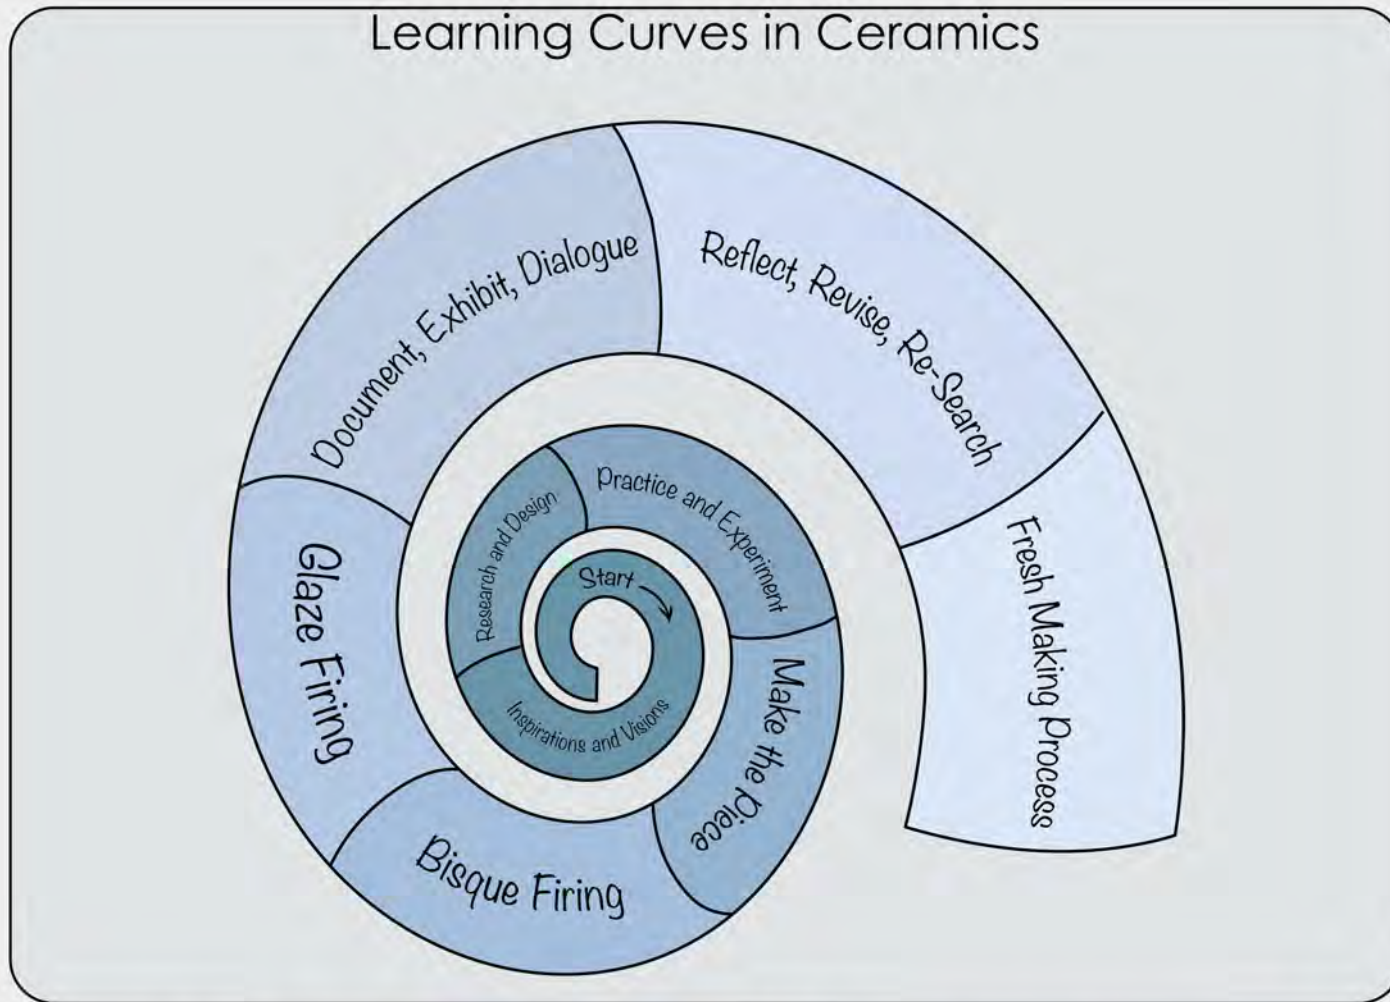 Learning Curves in Ceramics
Start
Inspirations and Visions
Research and Design
Practice and Experiment
Make the Piece
Bisque Firing
Glaze Firing
Document, Exhibit, Dialogue
Reflect, Revise, Re-Search
Fresh Making Process